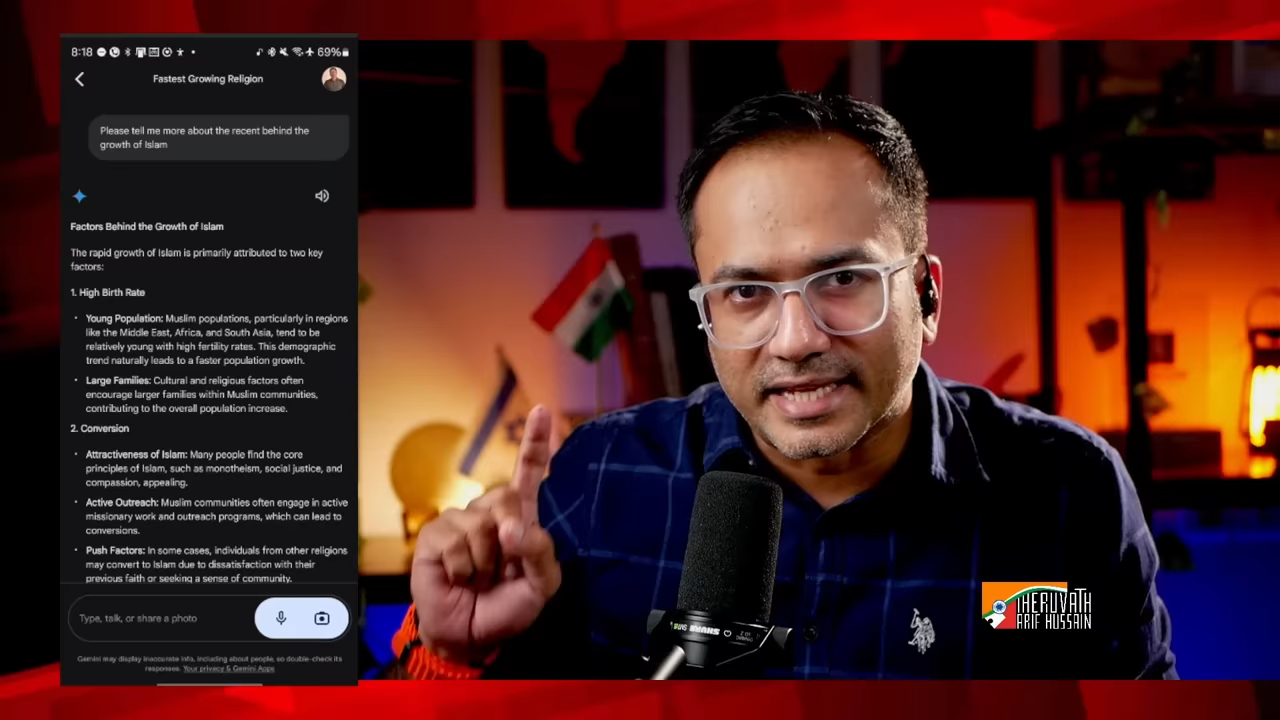 8:18
69%
Fastest Growing Religion
Please tell me more about the recent behind the
growth of Islam
Factors Behind the Growth of Islam
The rapid growth of Islam is primarily attributed to two key
factors:
1. High Birth Rate
• Young Population: Muslim populations, particularly in regions
like the Middle East, Africa, and South Asia, tend to be
relatively young with high fertility rates. This demographic
trend naturally leads to a faster population growth.
• Large Families: Cultural and religious factors often
encourage larger families within Muslim communities,
contributing to the overall population increase.
2. Conversion
• Attractiveness of Islam: Many people find the core
principles of Islam, such as monotheism, social justice, and
compassion, appealing.
• Active Outreach: Muslim communities often engage in active
missionary work and outreach programs, which can lead to
conversions.
• Push Factors: In some cases, individuals from other religions
may convert to Islam due to dissatisfaction with their
previous faith or seeking a sense of community.
Type, talk, or share a photo
Gemini may display inaccurate info, including about people, so double-check its
responses. Your privacy & Gemini Apps
SHURE
THERUVATH
ARIF HUSSAIN